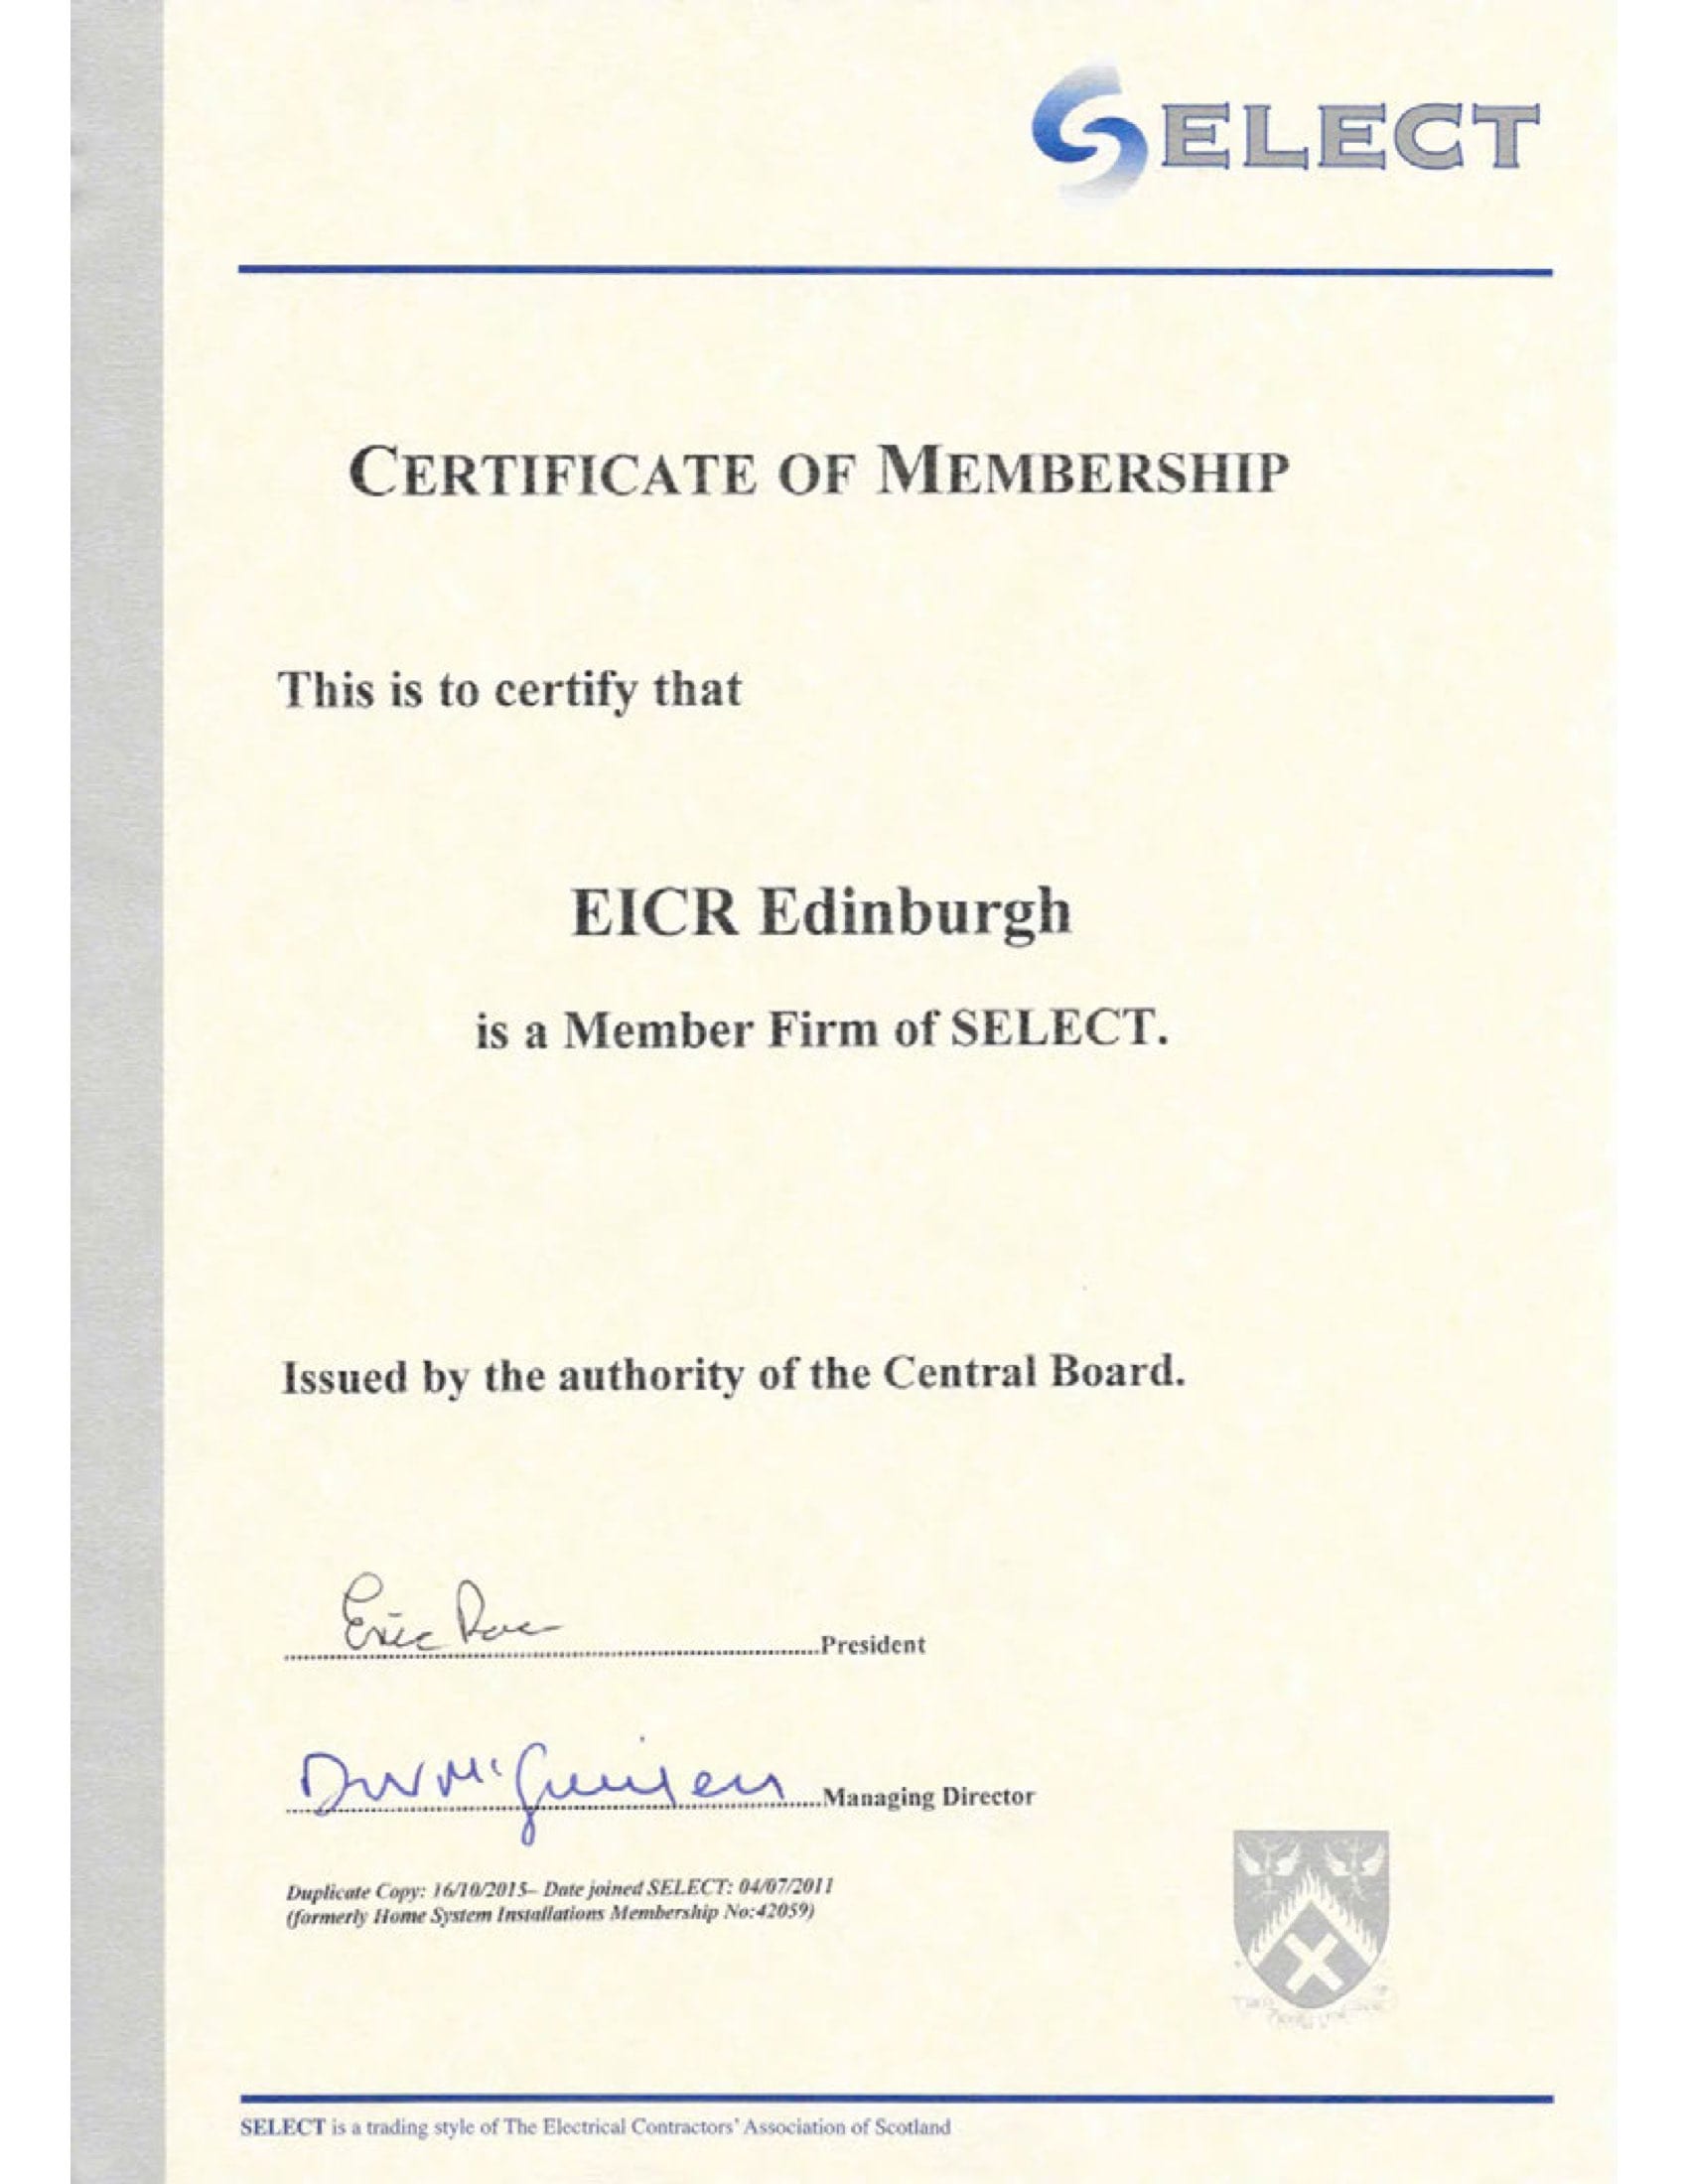 SELECT
CERTIFICATE OF MEMBERSHIP
This is to certify that
EICR Edinburgh
is a Member Firm of SELECT.
Issued by the authority of the Central Board.
Eric
President
Managing Director
Duplicate Copy: 16/10/2015– Date joined SELECT: 04/07/2011
(formerly Home System Installations Membership No:42059)
SELECT is a trading style of The Electrical Contractors' Association of Scotland